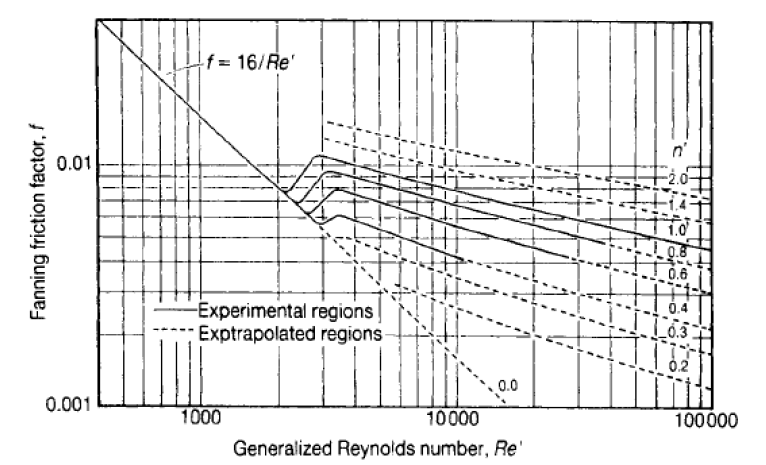 f = 16/Re'
n'
0.01
2.0
1.4
1.0
0.8
0.6
Experimental regions
0.4
Exptrapolated regions
0.3
0.2
0.0
0.001
1000
10000
100000
Fanning friction factor, f
Generalized Reynolds number, Re'